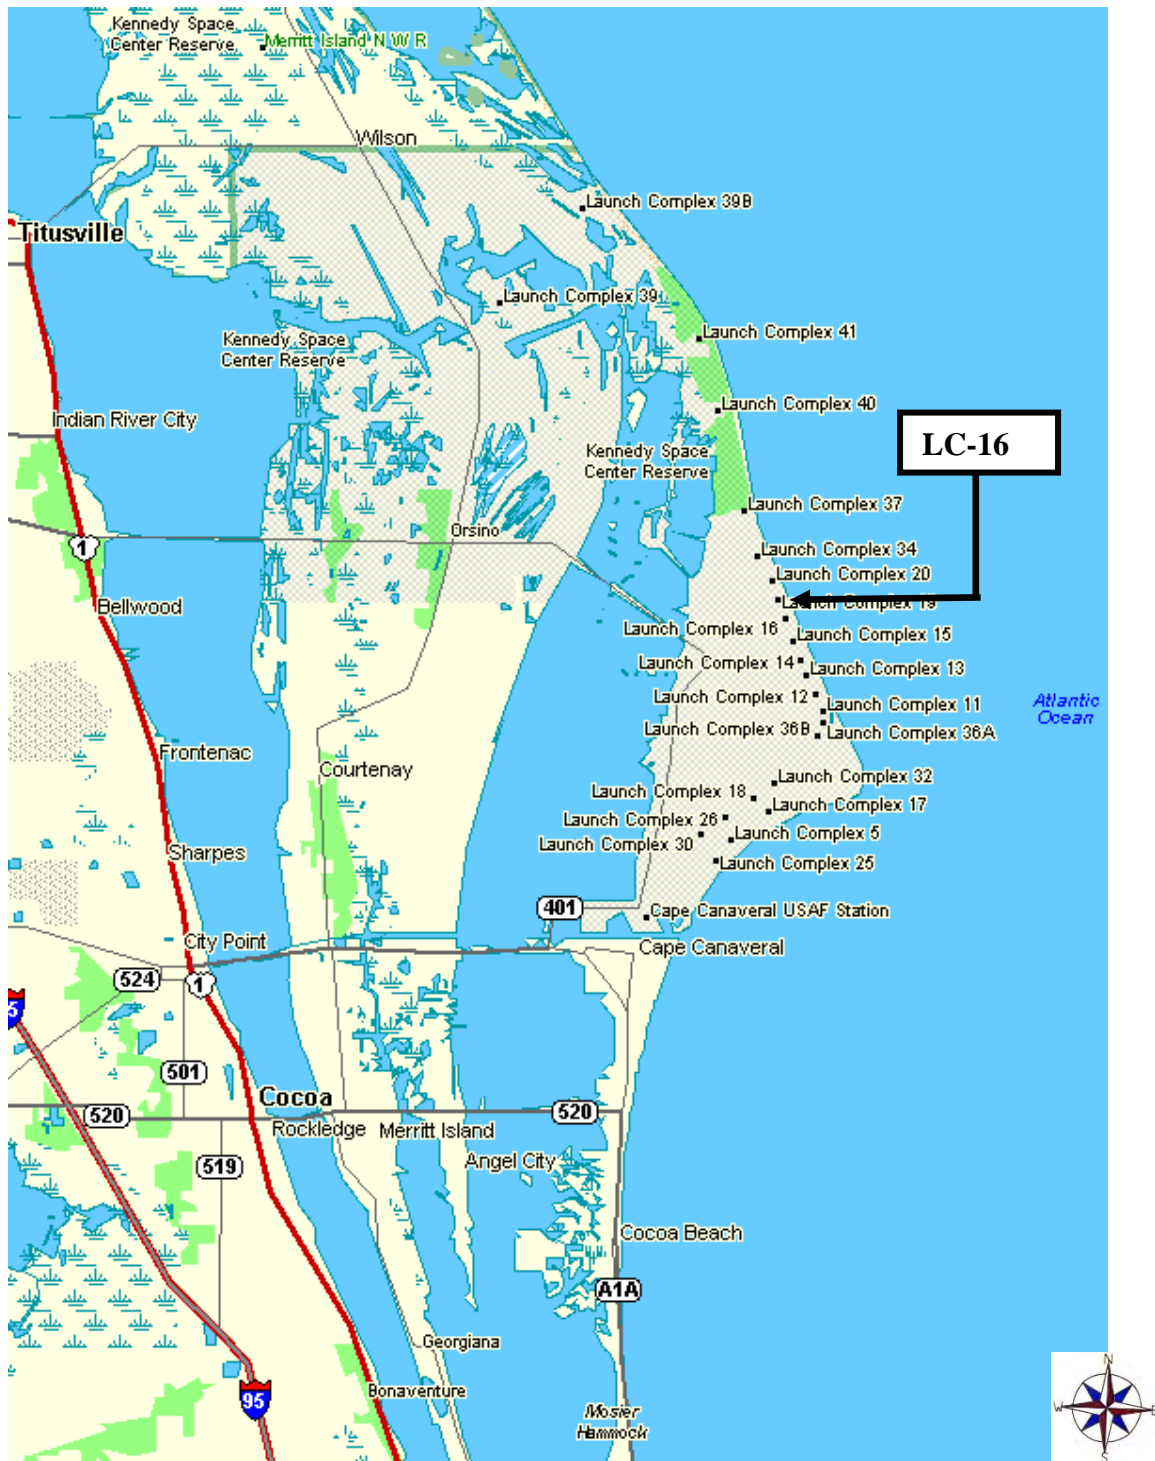 Kennedy Space
Center Reserve
Merritt Island N W R
Wilson
Launch Complex 39B
Titusville
Launch Complex 39
Launch Complex 41
Kennedy Space
Center Reserve
Launch Complex 40
Indian River City
LC-16
Kennedy Space
Center Reserve
Launch Complex 37
Orsino
1
Launch Complex 34
Launch Complex 20
Launch Complex 19
Bellwood
Launch Complex 16
Launch Complex 15
Launch Complex 14
Launch Complex 13
Launch Complex 12
Launch Complex 11
Atlantic
Ocean
Launch Complex 36B
Launch Complex 36A
Frontenac
Courtenay
Launch Complex 32
Launch Complex 18
Launch Complex 17
Launch Complex 26
Launch Complex 5
Launch Complex 30
Sharpes
Launch Complex 25
401
Cape Canaveral USAF Station
City Point
Cape Canaveral
524
1
5
501
Cocoa
520
520
Rockledge
Merritt Island
519
Angel City
Cocoa Beach
A1A
Georgiana
Bonaventure
95
Mosier
Hammock
N
W
E
S